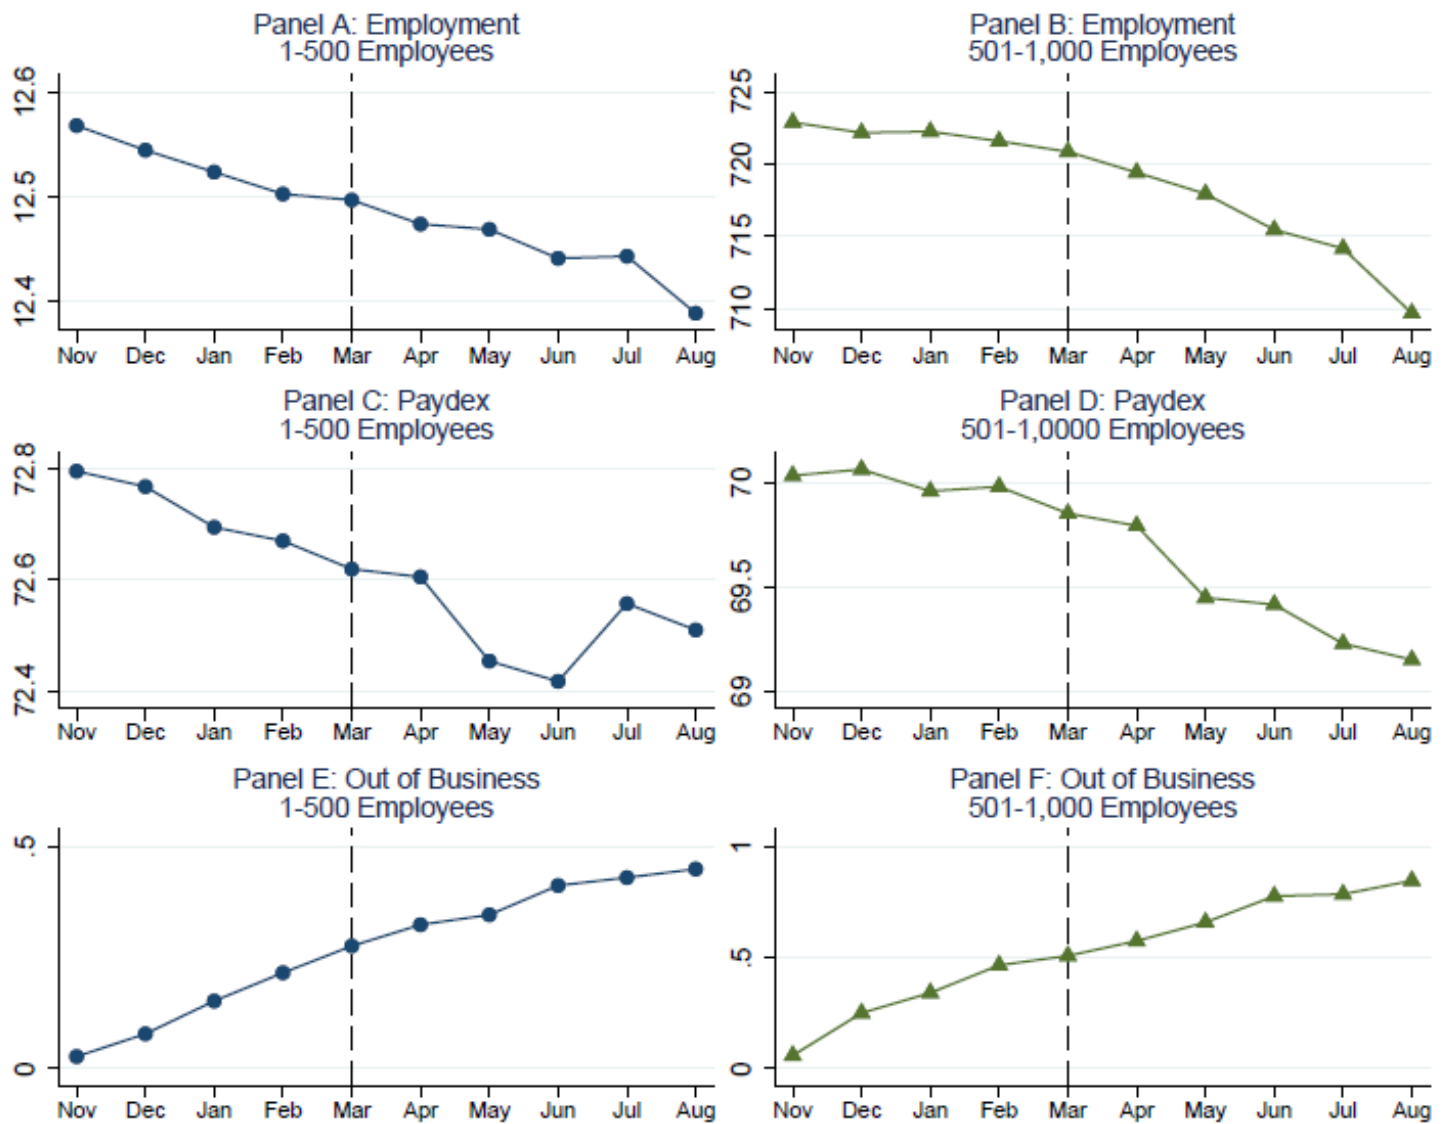 Panel A: Employment
1-500 Employees
12.6
12.5
12.4
Nov Dec Jan Feb Mar Apr May Jun Jul Aug
Panel B: Employment
501-1,000 Employees
725
720
715
710
Nov Dec Jan Feb Mar Apr May Jun Jul Aug
Panel C: Paydex
1-500 Employees
72.8
72.6
72.4
Nov Dec Jan Feb Mar Apr May Jun Jul Aug
Panel D: Paydex
501-1,0000 Employees
70
69.5
69
Nov Dec Jan Feb Mar Apr May Jun Jul Aug
Panel E: Out of Business
1-500 Employees
.5
0
Nov Dec Jan Feb Mar Apr May Jun Jul Aug
Panel F: Out of Business
501-1,000 Employees
1
.5
0
Nov Dec Jan Feb Mar Apr May Jun Jul Aug